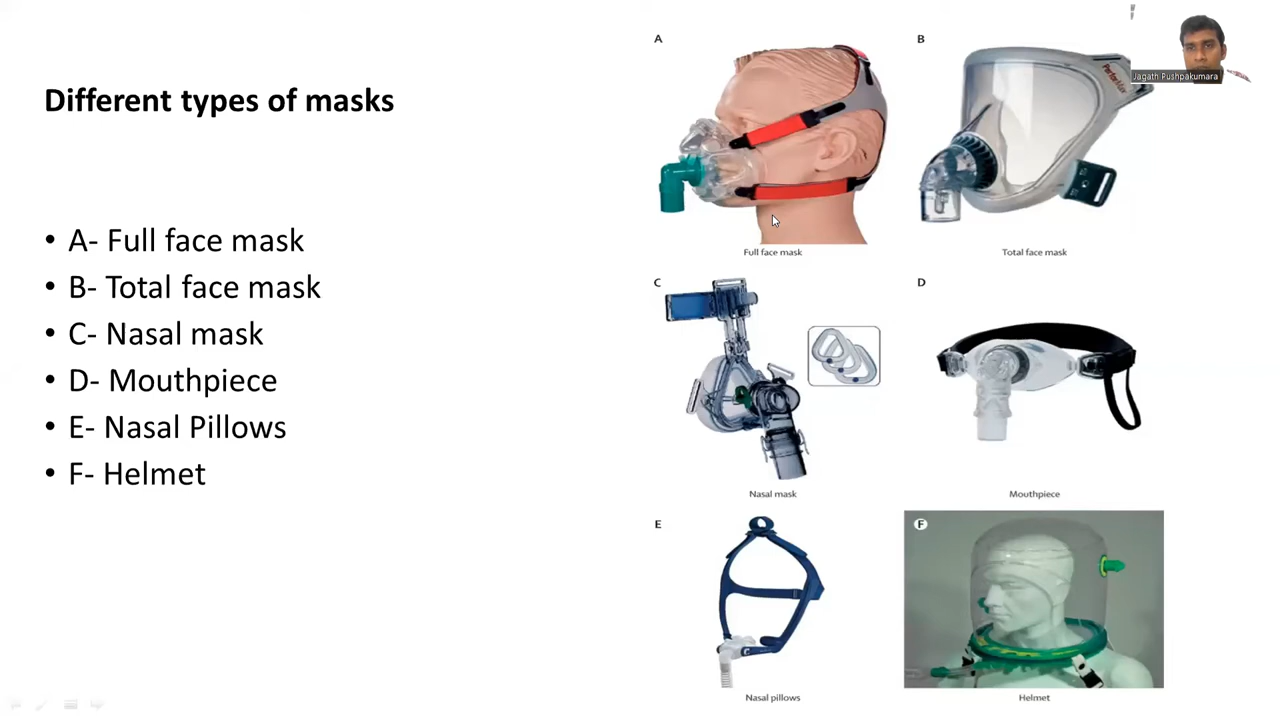 Different types of masks
• A- Full face mask
• B- Total face mask
• C- Nasal mask
• D- Mouthpiece
• E- Nasal Pillows
• F- Helmet
A
B
PerforMax
Jagath Pushpakumara
Full face mask
Total face mask
C
D
Nasal mask
Mouthpiece
E
F
Nasal pillows
Helmet